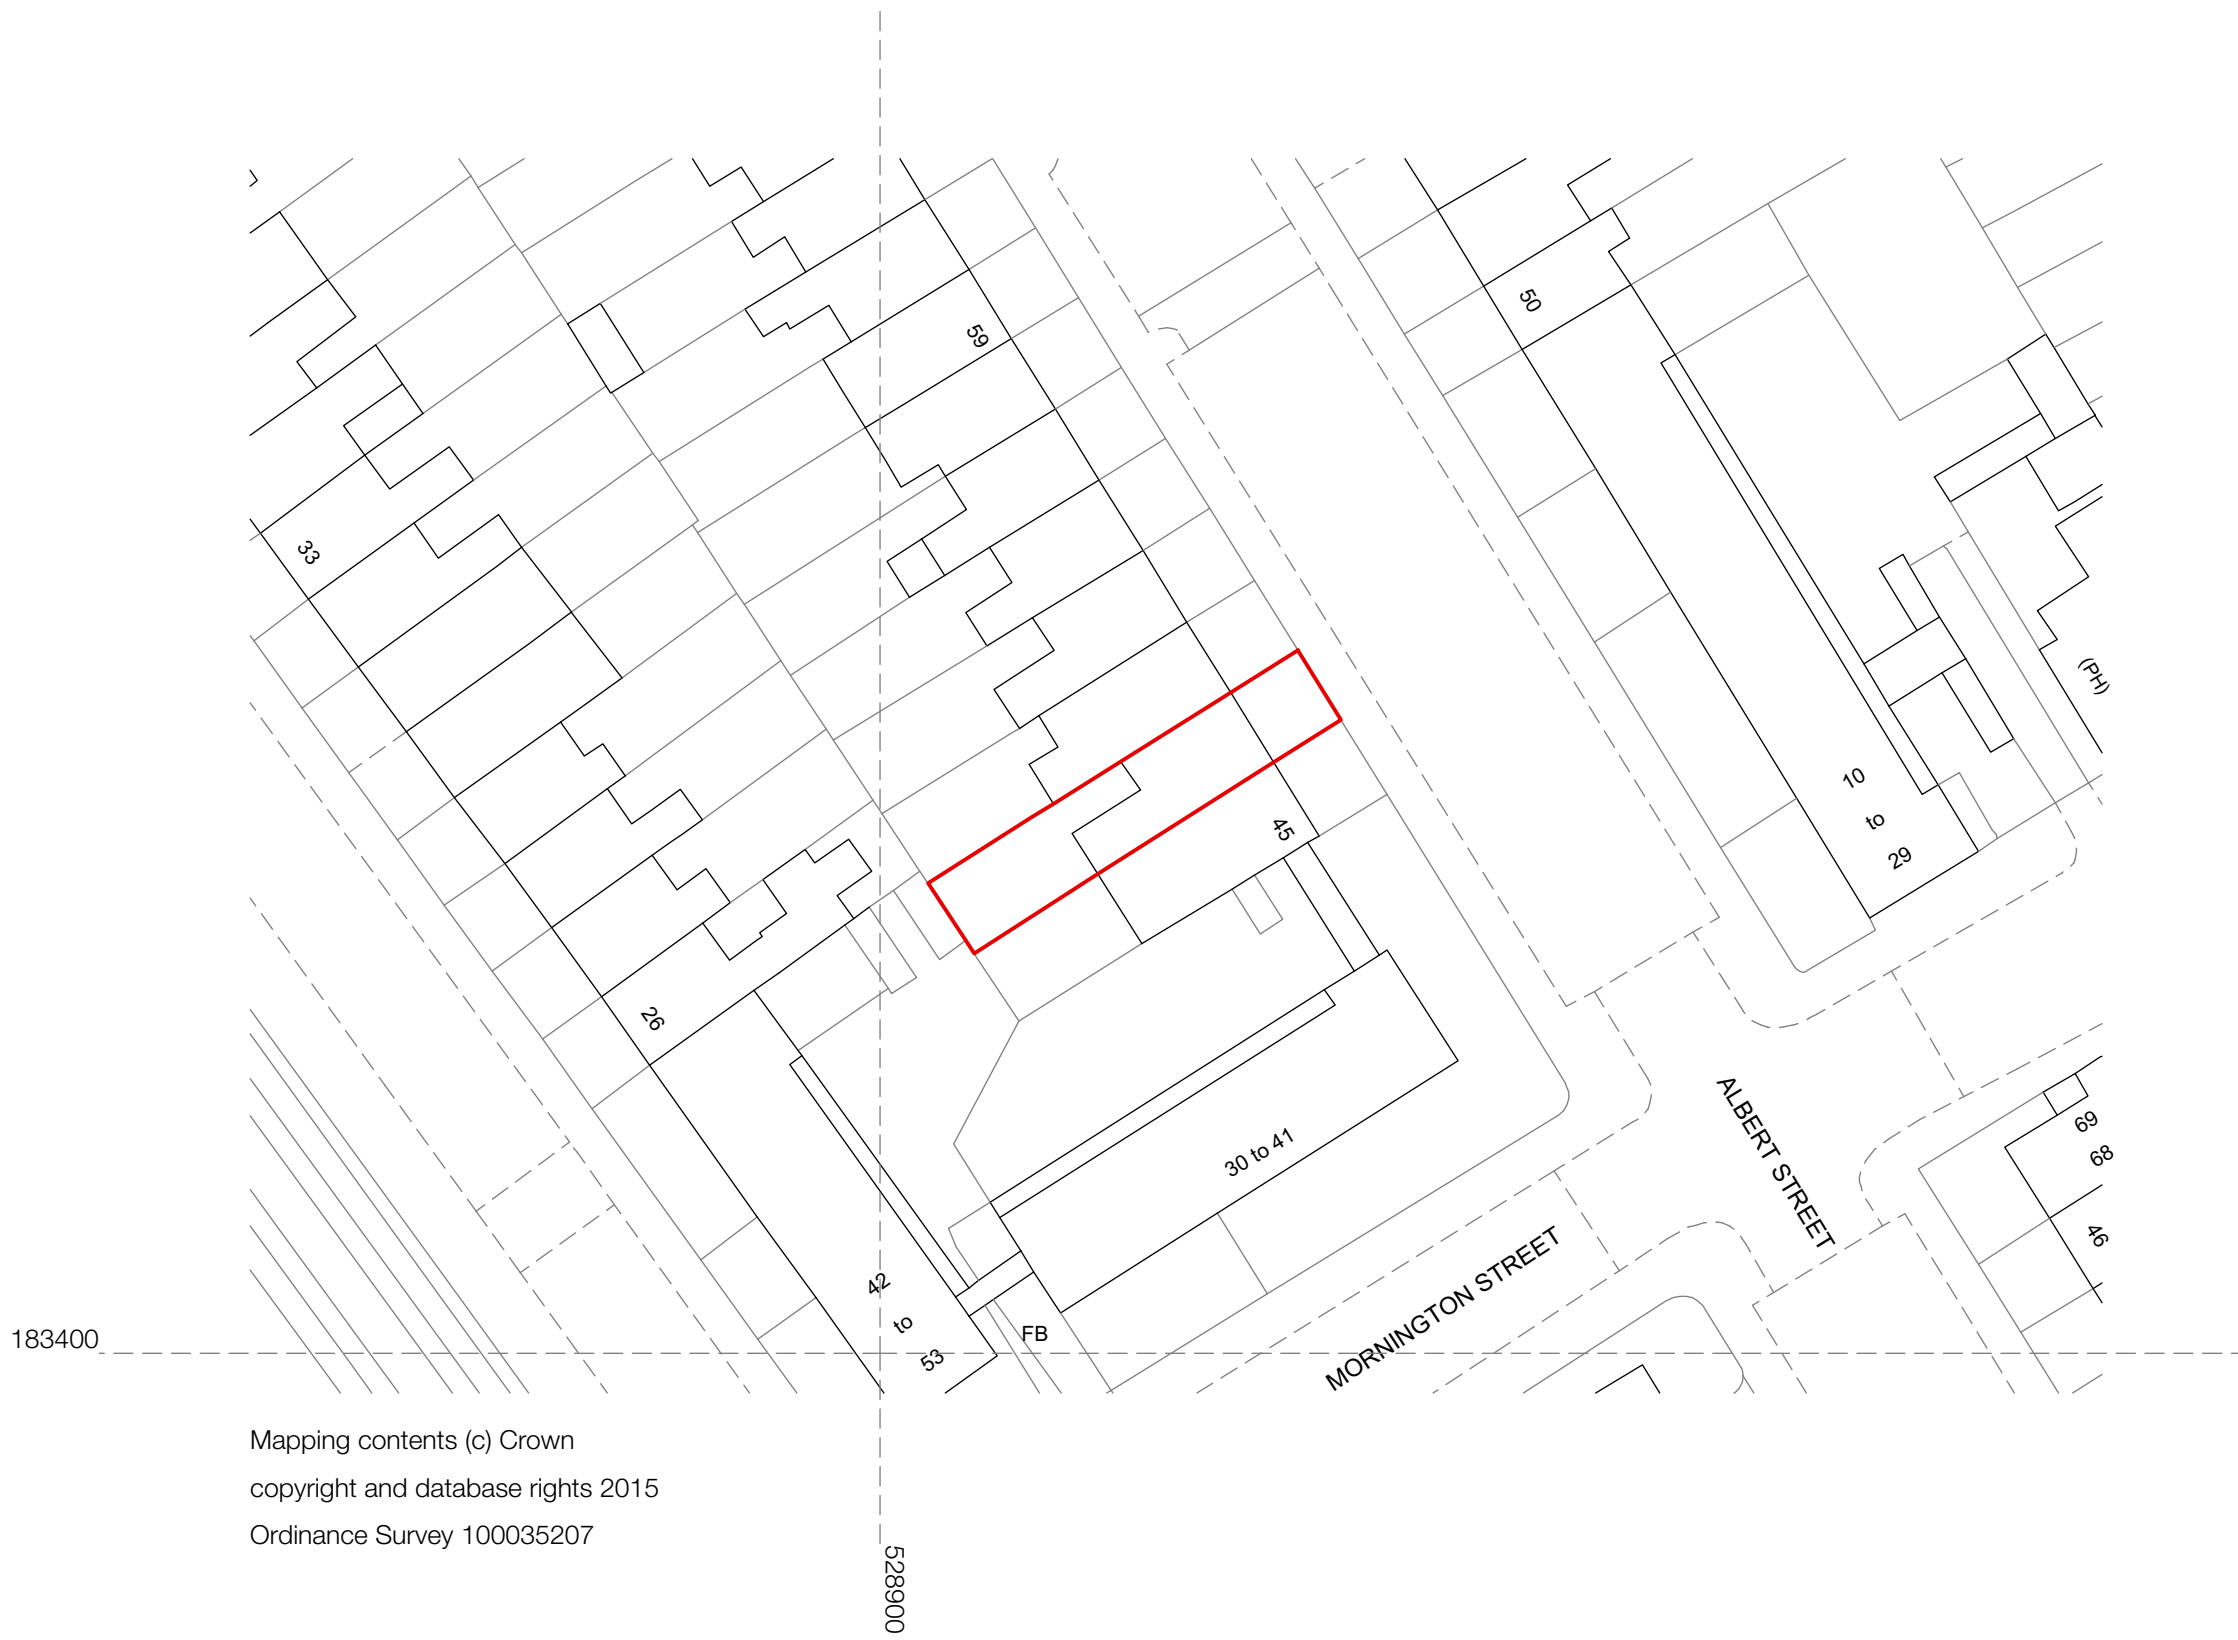 59
50
33
(PH)
10
to
29
45
26
69
68
46
ALBERT STREET
30 to 41
MORNINGTON STREET
42
to
53
FB
183400
Mapping contents (c) Crown
copyright and database rights 2015
Ordinance Survey 100035207
528900